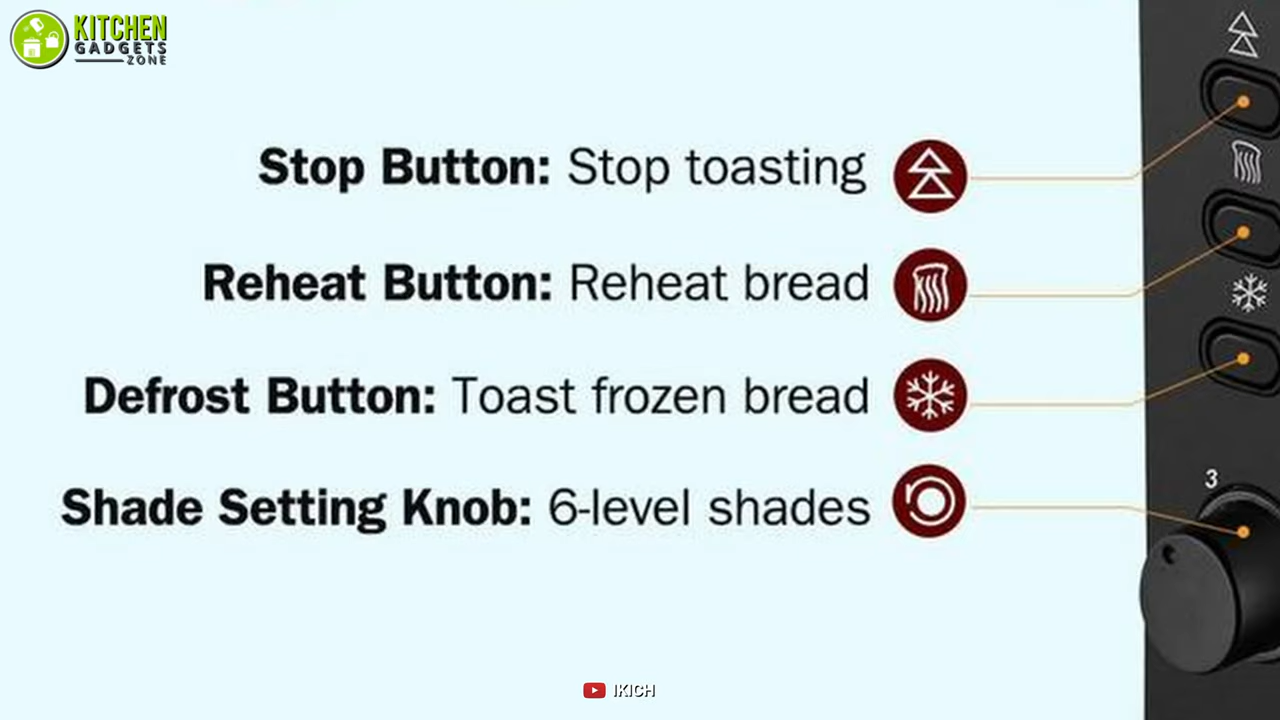 KITCHEN
GADGETS
ZONE
Stop Button: Stop toasting
Reheat Button: Reheat bread
Defrost Button: Toast frozen bread
Shade Setting Knob: 6-level shades
3
IKICH